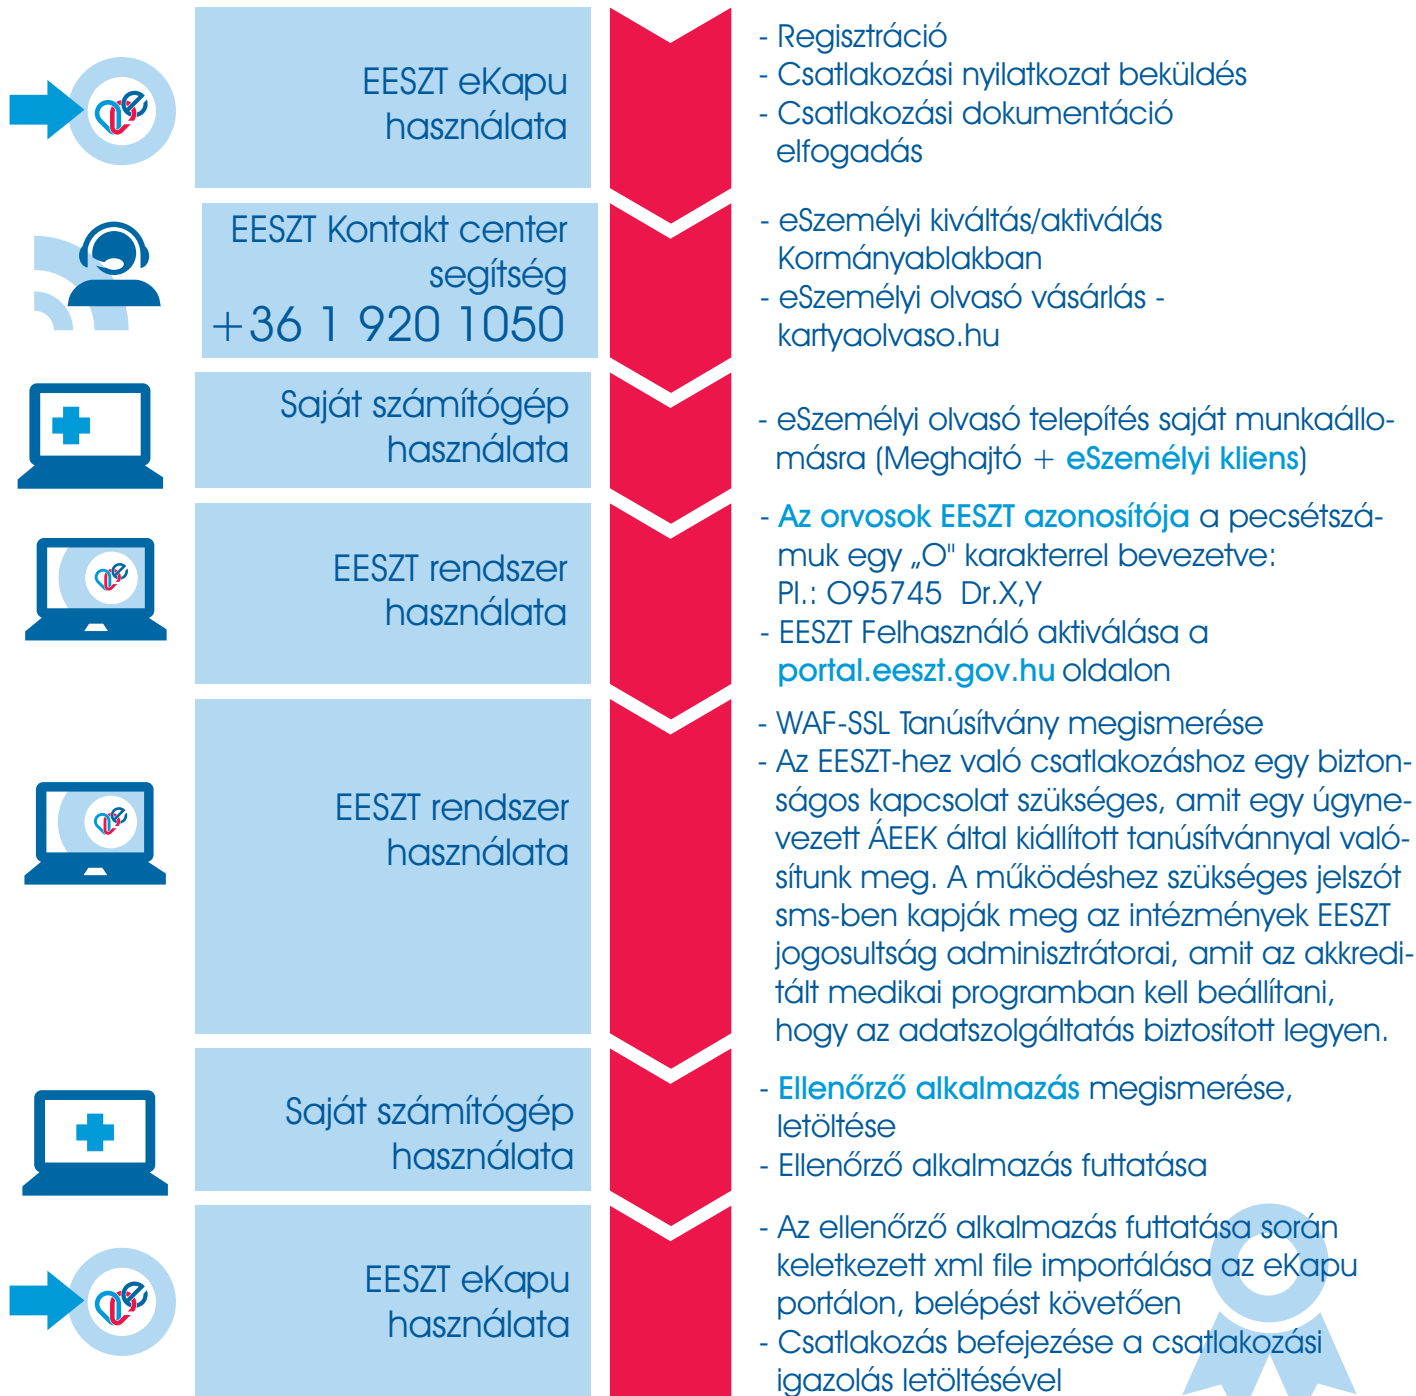 EESZT eKapu
használata
- Regisztráció
- Csatlakozási nyilatkozat beküldés
- Csatlakozási dokumentáció
elfogadás
EESZT Kontakt center
segítség
+36 1 920 1050
- eSzemélyi kiváltás/aktiválás
Kormányablakban
- eSzemélyi olvasó vásárlás -
kartyaolvaso.hu
Saját számítógép
használata
- eSzemélyi olvasó telepítés saját munkaállo-
másra (Meghajtó + eSzemélyi kliens)
EESZT rendszer
használata
- Az orvosok EESZT azonosítója a pecsétszá-
muk egy „O" karakterrel bevezetve:
Pl.: O95745 Dr.X,Y
- EESZT Felhasználó aktiválása a
portal.eeszt.gov.hu oldalon
EESZT rendszer
használata
- WAF-SSL Tanúsítvány megismerése
- Az EESZT-hez való csatlakozáshoz egy bizton-
ságos kapcsolat szükséges, amit egy úgyne-
vezett ÁEEK által kiállított tanúsítvánnyal való-
sítunk meg. A működéshez szükséges jelszót
sms-ben kapják meg az intézmények EESZT
jogosultság adminisztrátorai, amit az akkredi-
tált medikai programban kell beállítani,
hogy az adatszolgáltatás biztosított legyen.
Saját számítógép
használata
- Ellenőrző alkalmazás megismerése,
letöltése
- Ellenőrző alkalmazás futtatása
EESZT eKapu
használata
- Az ellenőrző alkalmazás futtatása során
keletkezett xml file importálása az eKapu
portálon, belépést követően
- Csatlakozás befejezése a csatlakozási
igazolás letöltésével